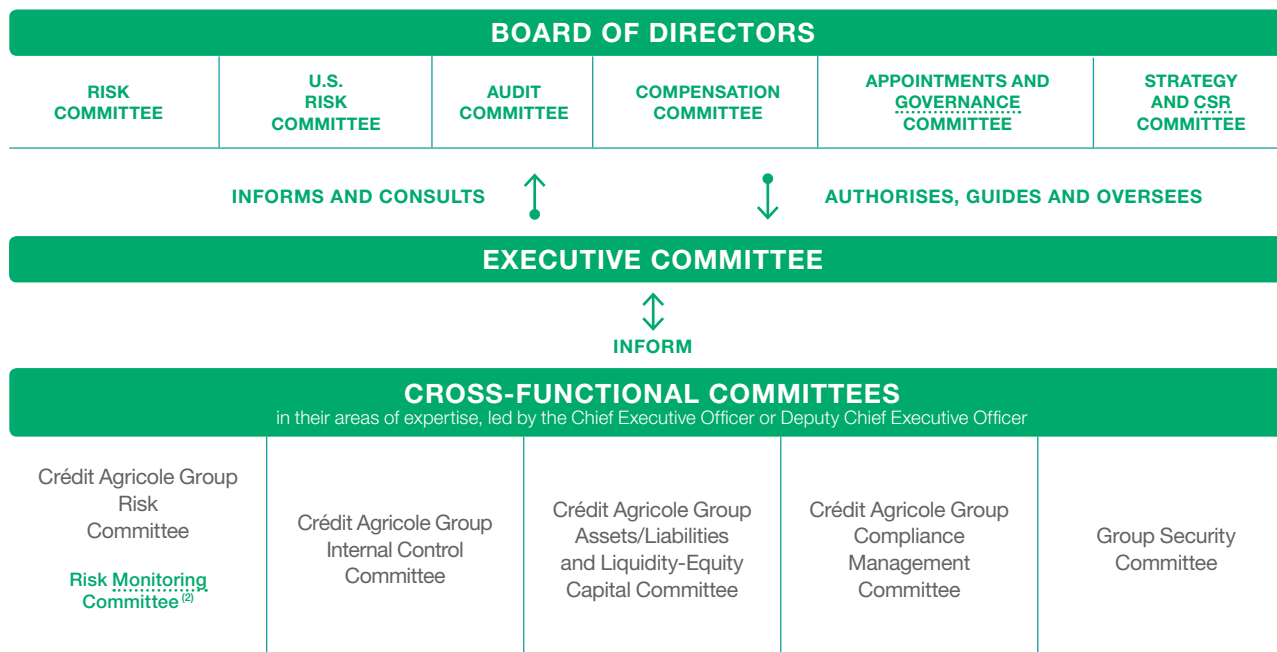 BOARD OF DIRECTORS
RISK
COMMITTEE
U.S.
RISK
COMMITTEE
AUDIT
COMMITTEE
COMPENSATION
COMMITTEE
APPOINTMENTS AND
GOVERNANCE
COMMITTEE
STRATEGY
AND CSR
COMMITTEE
INFORMS AND CONSULTS
AUTHORISES, GUIDES AND OVERSEES
EXECUTIVE COMMITTEE
INFORM
CROSS-FUNCTIONAL COMMITTEES
in their areas of expertise, led by the Chief Executive Officer or Deputy Chief Executive Officer
Crédit Agricole Group
Risk
Committee
Risk Monitoring
Committee (2)
Crédit Agricole Group
Internal Control
Committee
Crédit Agricole Group
Assets/Liabilities
and Liquidity-Equity
Capital Committee
Crédit Agricole Group
Compliance
Management
Committee
Group Security
Committee